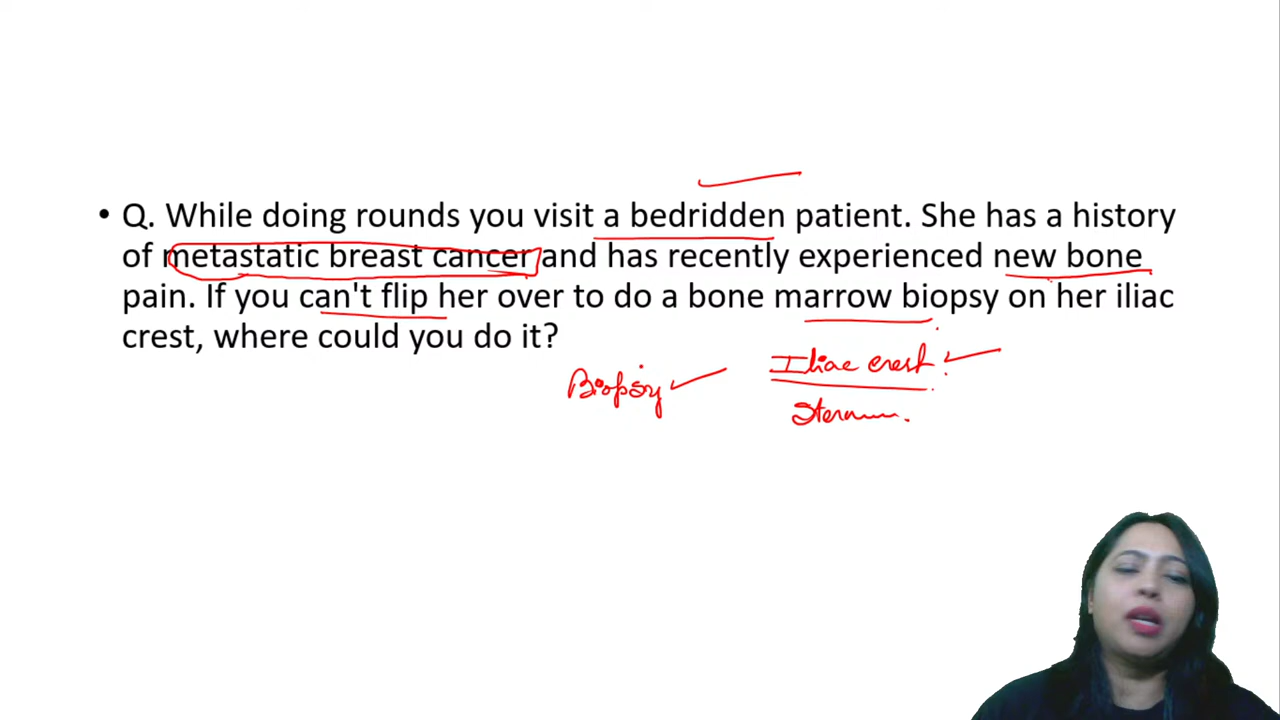 • Q. While doing rounds you visit a bedridden patient. She has a history
of metastatic breast cancer and has recently experienced new bone
pain. If you can't flip her over to do a bone marrow biopsy on her iliac
crest, where could you do it?
Iliac crest
Biopsy
Sternum.